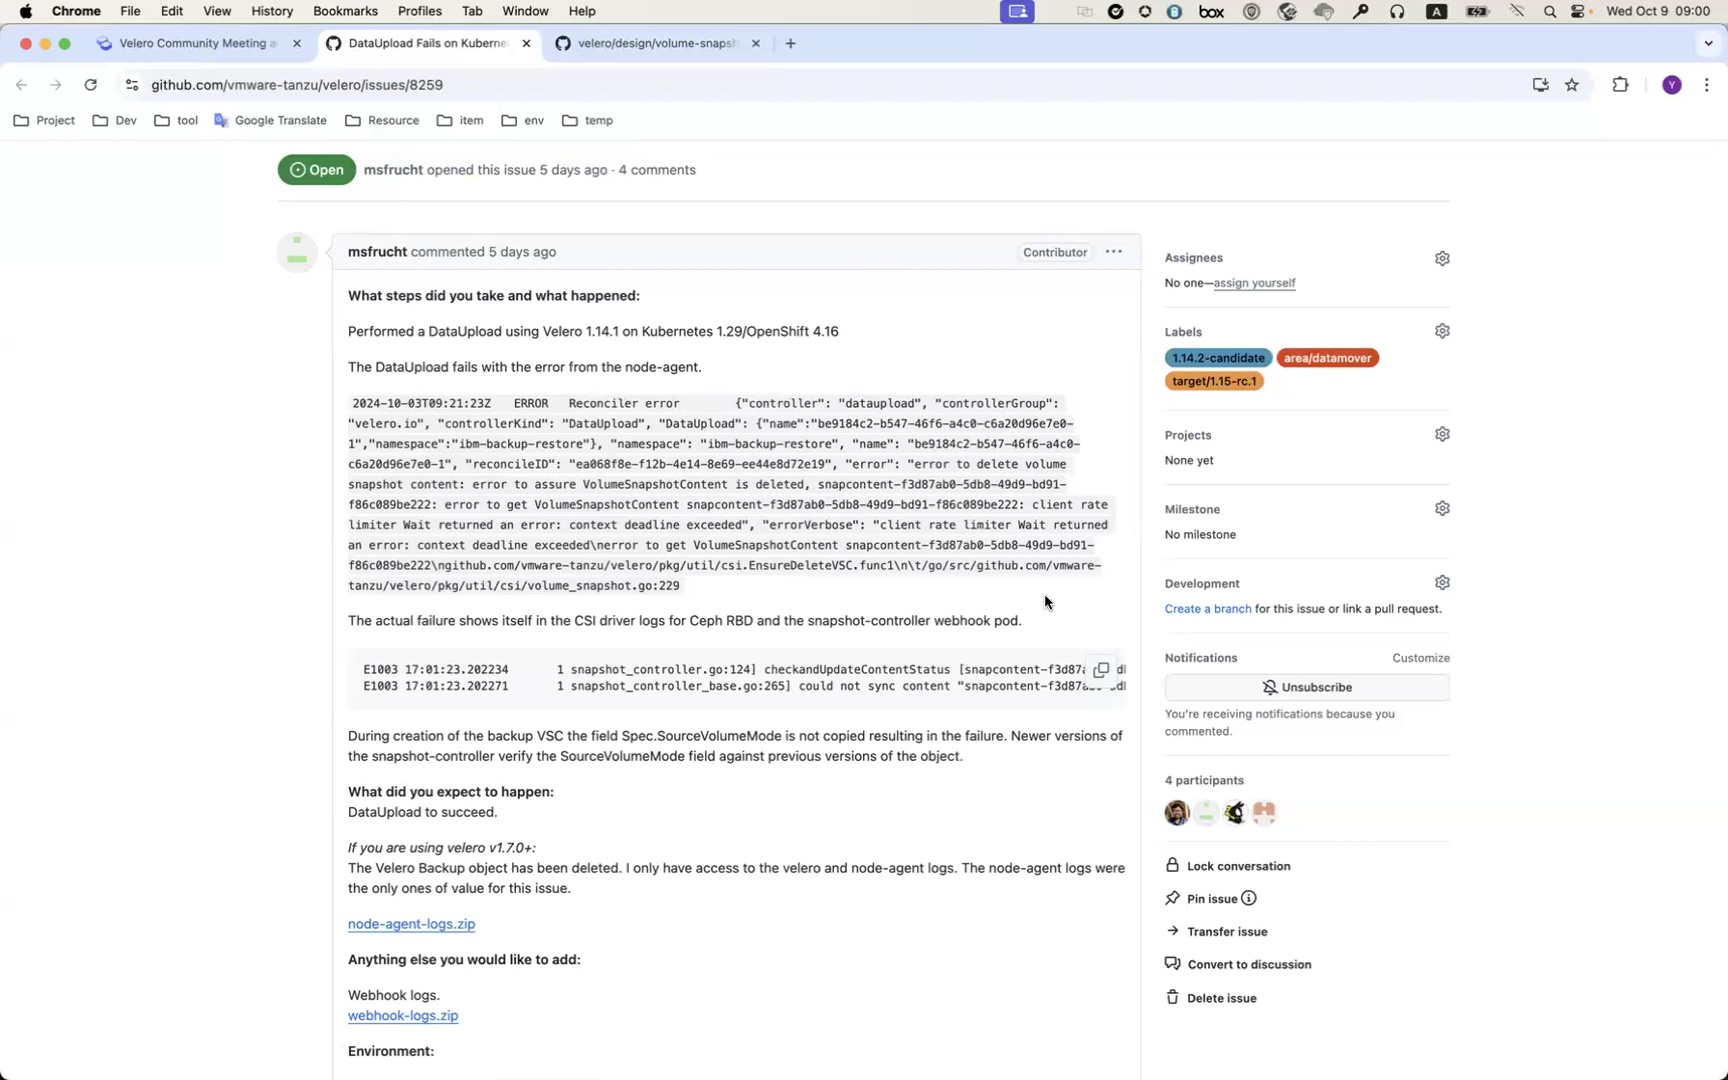 Chrome File Edit View History Bookmarks Profiles Tab Window Help box A Wed Oct 9 09:00
Velero Community Meeting a DataUpload Fails on Kuberne velero/design/volume-snaps
github.com/vmware-tanzu/velero/issues/8259 Y
Project Dev tool Google Translate Resource item env temp
Open msfrucht opened this issue 5 days ago · 4 comments
msfrucht commented 5 days ago Contributor ...
What steps did you take and what happened:
Performed a DataUpload using Velero 1.14.1 on Kubernetes 1.29/OpenShift 4.16
The DataUpload fails with the error from the node-agent.
2024-10-03T09:21:23Z ERROR Reconciler error {"controller": "dataupload", "controllerGroup":
"velero.io", "controllerKind": "DataUpload", "DataUpload": {"name":"be9184c2-b547-46f6-a4c0-c6a20d96e7e0-
1","namespace":"ibm-backup-restore"}, "namespace": "ibm-backup-restore", "name": "be9184c2-b547-46f6-a4c0-
c6a20d96e7e0-1", "reconcileID": "ea068f8e-f12b-4e14-8e69-ee44e8d72e19", "error": "error to delete volume
snapshot content: error to assure VolumeSnapshotContent is deleted, snapcontent-f3d87ab0-5db8-49d9-bd91-
f86c089be222: error to get VolumeSnapshotContent snapcontent-f3d87ab0-5db8-49d9-bd91-f86c089be222: client rate
limiter Wait returned an error: context deadline exceeded", "errorVerbose": "client rate limiter Wait returned
an error: context deadline exceeded\nerror to get VolumeSnapshotContent snapcontent-f3d87ab0-5db8-49d9-bd91-
f86c089be222\ngithub.com/vmware-tanzu/velero/pkg/util/csi.EnsureDeleteVSC.func1\n\t/go/src/github.com/vmware-
tanzu/velero/pkg/util/csi/volume_snapshot.go:229
The actual failure shows itself in the CSI driver logs for Ceph RBD and the snapshot-controller webhook pod.
E1003 17:01:23.202234 1 snapshot_controller.go:124] checkandUpdateContentStatus [snapcontent-f3d87a
E1003 17:01:23.202271 1 snapshot_controller_base.go:265] could not sync content "snapcontent-f3d87
During creation of the backup VSC the field Spec.SourceVolumeMode is not copied resulting in the failure. Newer versions of
the snapshot-controller verify the SourceVolumeMode field against previous versions of the object.
What did you expect to happen:
DataUpload to succeed.
If you are using velero v1.7.0+:
The Velero Backup object has been deleted. I only have access to the velero and node-agent logs. The node-agent logs were
the only ones of value for this issue.
node-agent-logs.zip
Anything else you would like to add:
Webhook logs.
webhook-logs.zip
Environment:
Assignees
No one—assign yourself
Labels
1.14.2-candidate area/datamover
target/1.15-rc.1
Projects
None yet
Milestone
No milestone
Development
Create a branch for this issue or link a pull request.
Notifications Customize
Unsubscribe
You're receiving notifications because you
commented.
4 participants
Lock conversation
Pin issue
Transfer issue
Convert to discussion
Delete issue